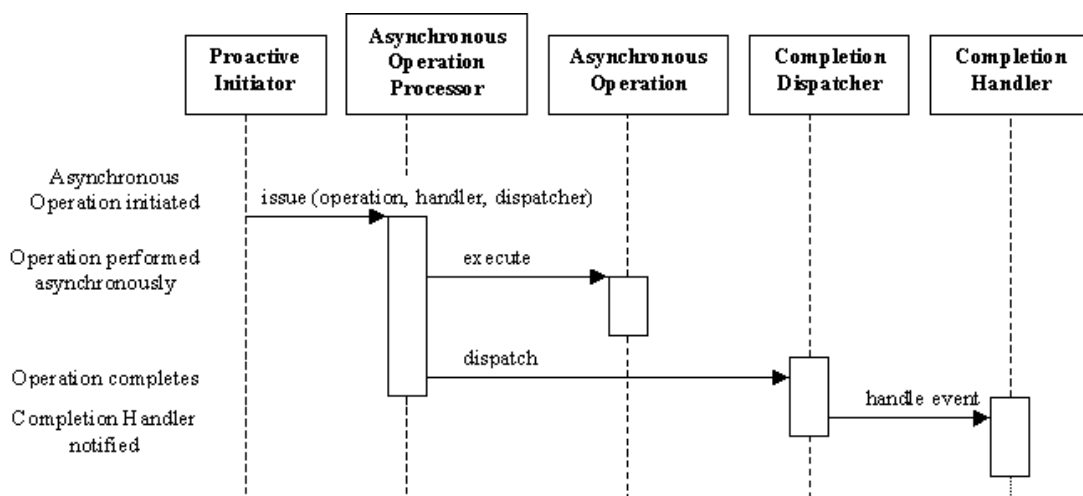 Proactive
Initiator
Asynchronous
Operation
Processor
Asynchronous
Operation
Completion
Dispatcher
Completion
Handler
Asynchronous
Operation initiated
issue (operation, handler, dispatcher)
Operation performed
asynchronously
execute
Operation completes
dispatch
Completion Handler
notified
handle event